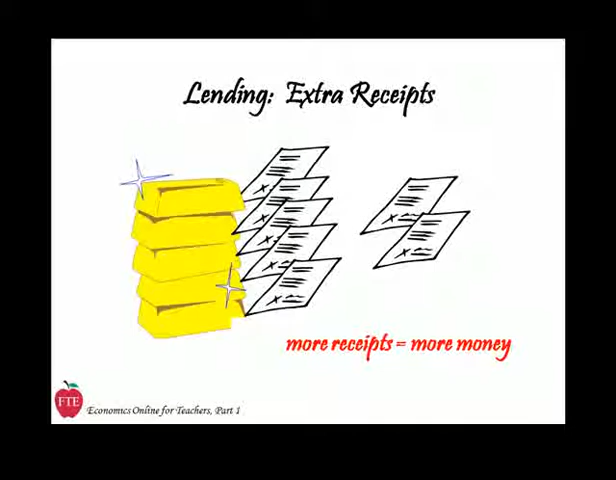 Lending: Extra Receipts
more receipts = more money
FTE
Economics Online for Teachers, Part 1